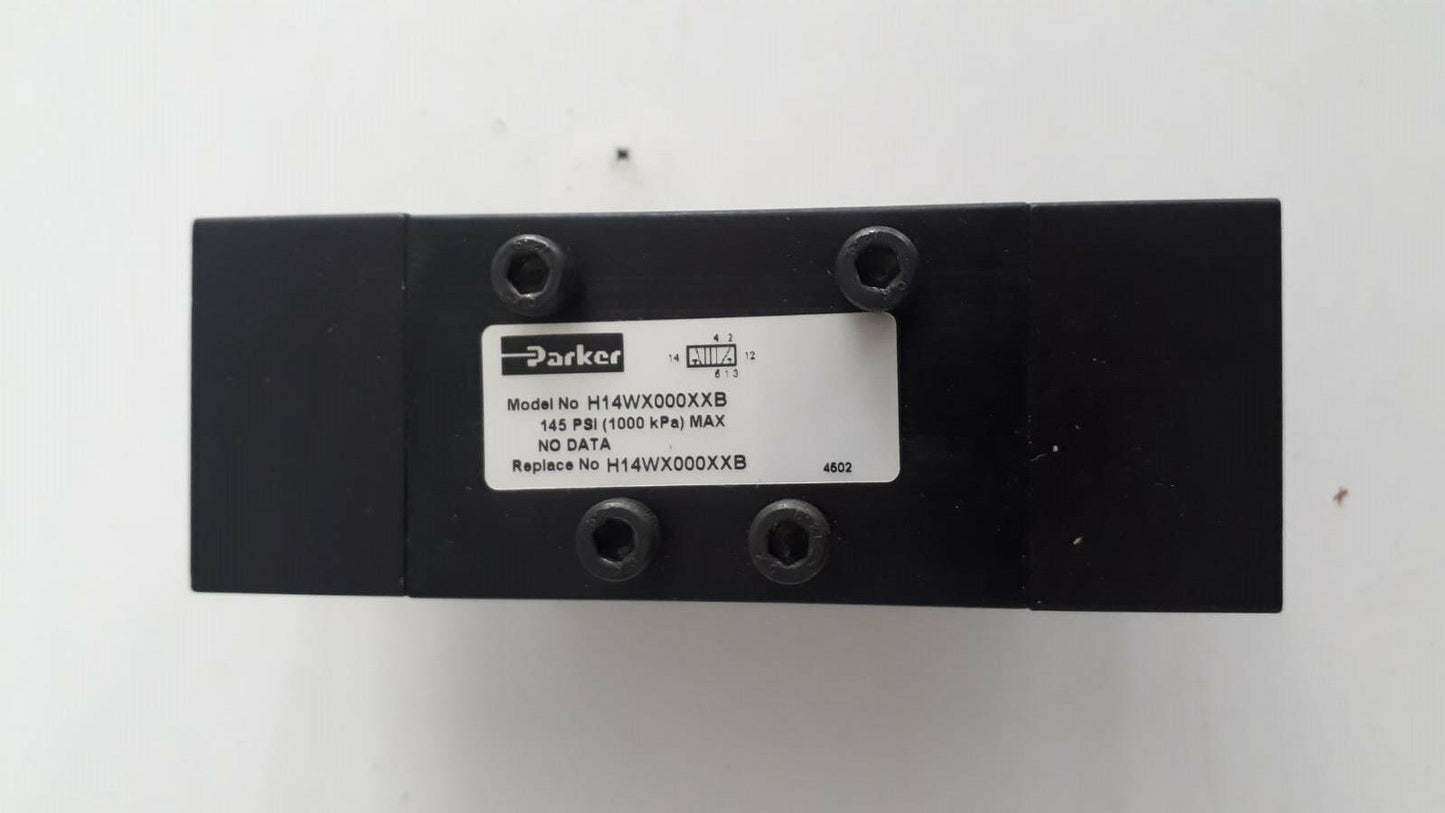 Parker
4 2
14 12
5 1 3
Model No H14WX000XXB
145 PSI (1000 kPa) MAX
NO DATA
Replace No H14WX000XXB
4502